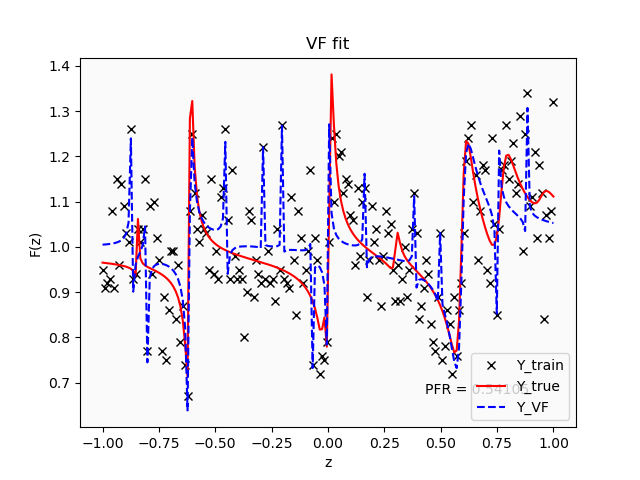 VF fit
1.4
1.3
1.2
1.1
1.0
0.9
0.8
0.7
F(z)
−1.00 −0.75 −0.50 −0.25 0.00 0.25 0.50 0.75 1.00
z
PFR =
Y_train
Y_true
Y_VF